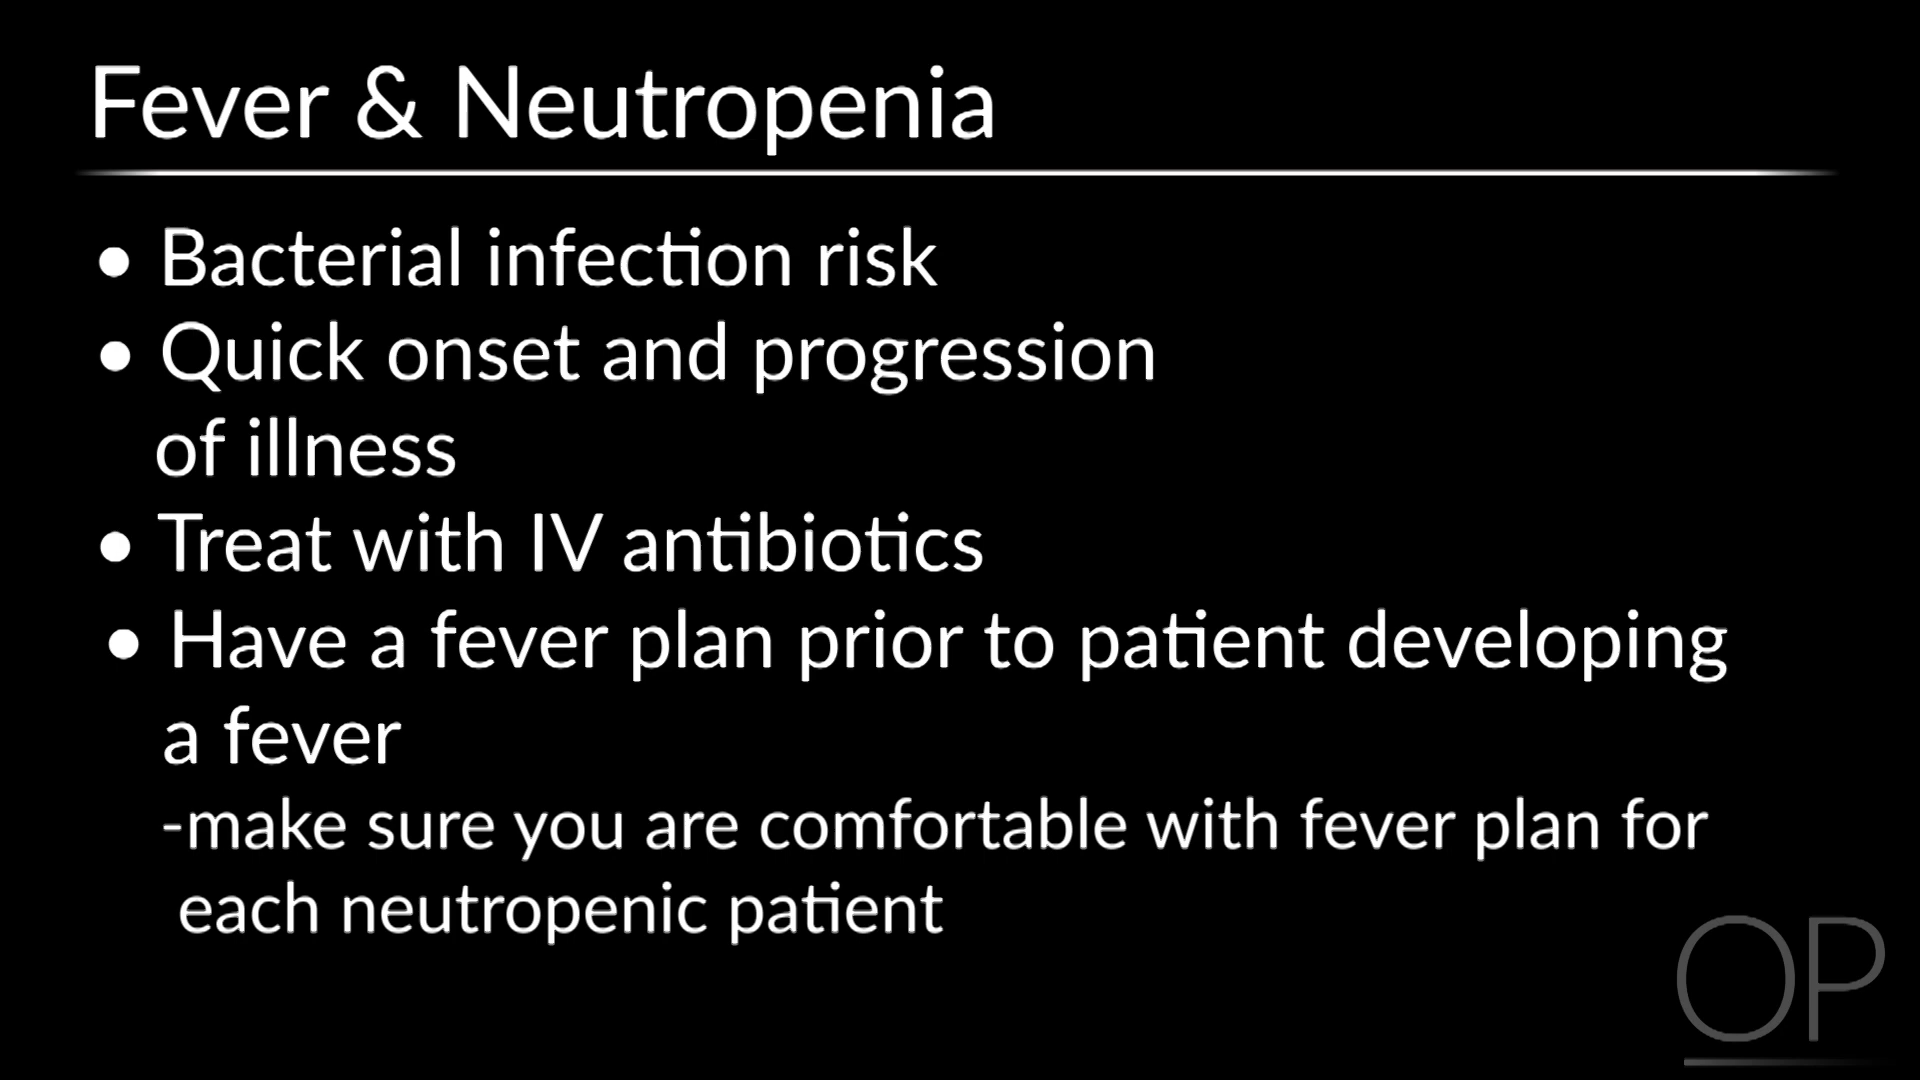 Fever & Neutropenia
• Bacterial infection risk
• Quick onset and progression
of illness
• Treat with IV antibiotics
• Have a fever plan prior to patient developing
a fever
-make sure you are comfortable with fever plan for
each neutropenic patient
OP